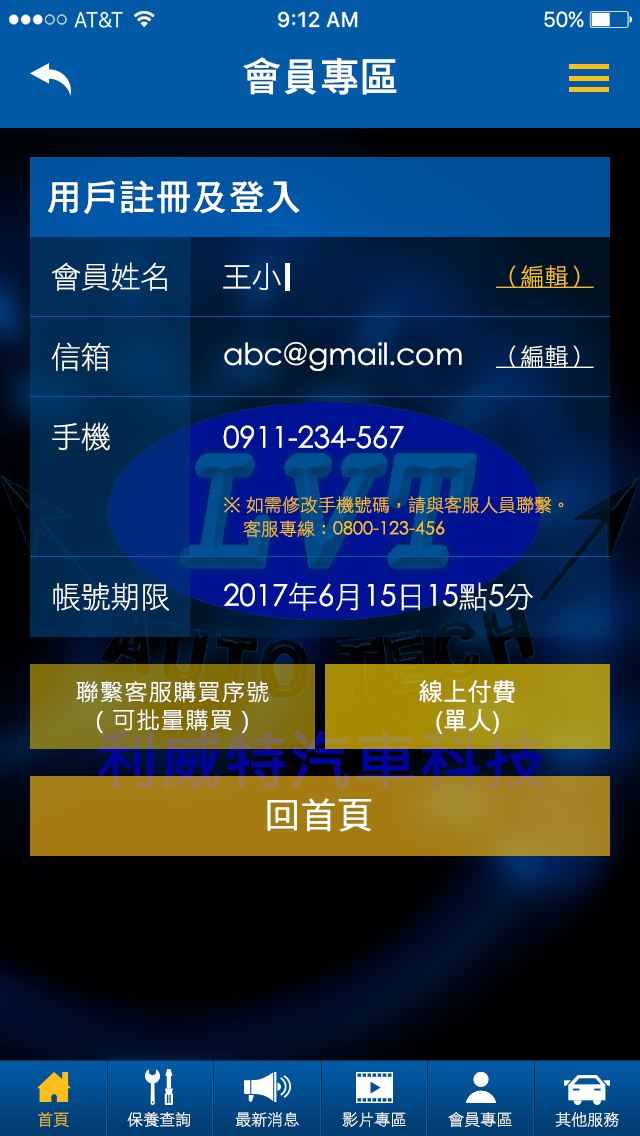 AT&T 9:12 AM 50%
會員專區
用戶註冊及登入
會員姓名 王小 （編輯）
信箱 abc@gmail.com （編輯）
手機 0911-234-567
※ 如需修改手機號碼，請與客服人員聯繫。
客服專線：0800-123-456
帳號期限 2017年6月15日15點5分
LVT
AUTO TECH
聯繫客服購買序號
（可批量購買）
線上付費
(單人)
利威特汽車科技
回首頁
首頁 保養查詢 最新消息 影片專區 會員專區 其他服務